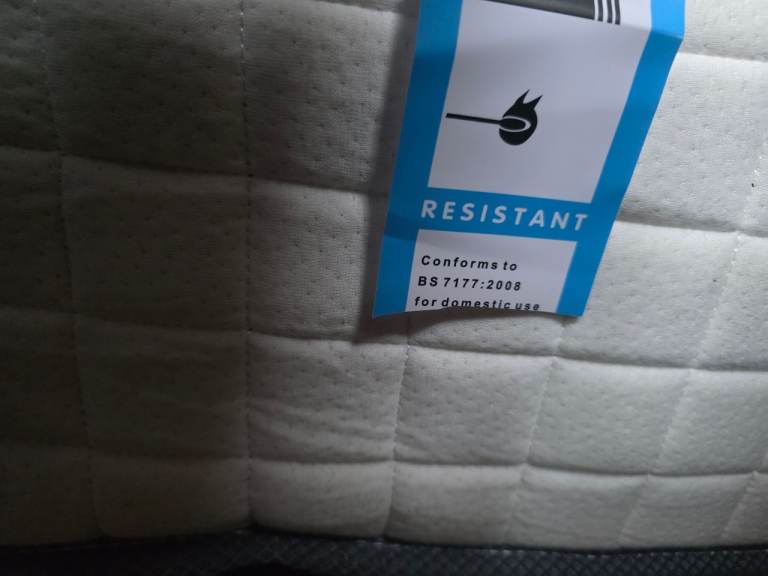 RESISTANT
Conforms to
BS 7177:2008
for domestic use